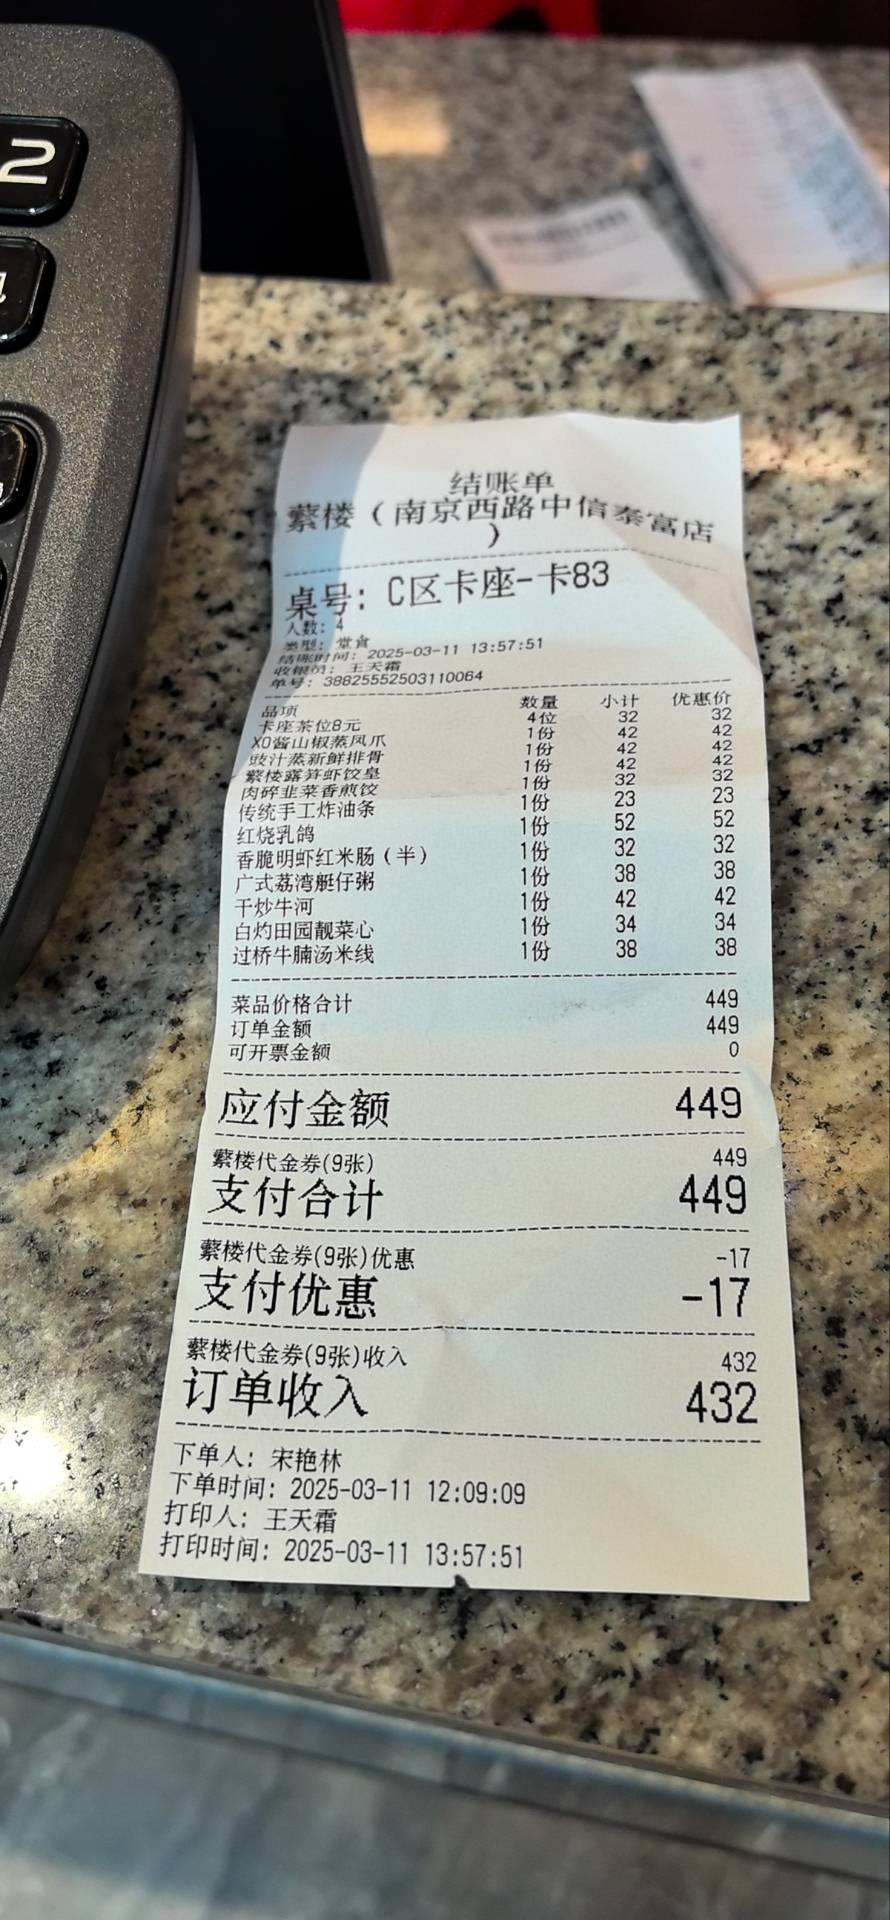 2
结账单
蘩楼（南京西路中信泰富店
）
桌号: C区卡座-卡83
人数: 4
类型: 堂食
结账时间: 2025-03-11 13:57:51
收银员: 王天霜
单号: 38825552503110064
品项 数量 小计 优惠价
卡座茶位8元 4位 32 32
XO酱山椒蒸凤爪 1份 42 42
豉汁蒸新鲜排骨 1份 42 42
蘩楼露笋虾饺皇 1份 42 42
肉碎韭菜香煎饺 1份 32 32
传统手工炸油条 1份 23 23
红烧乳鸽 1份 52 52
香脆明虾红米肠（半） 1份 32 32
广式荔湾艇仔粥 1份 38 38
干炒牛河 1份 42 42
白灼田园靓菜心 1份 34 34
过桥牛腩汤米线 1份 38 38
菜品价格合计 449
订单金额 449
可开票金额 0
应付金额 449
蘩楼代金券(9张) 449
支付合计 449
蘩楼代金券(9张)优惠 -17
支付优惠 -17
蘩楼代金券(9张)收入 432
订单收入 432
下单人: 宋艳林
下单时间: 2025-03-11 12:09:09
打印人: 王天霜
打印时间: 2025-03-11 13:57:51